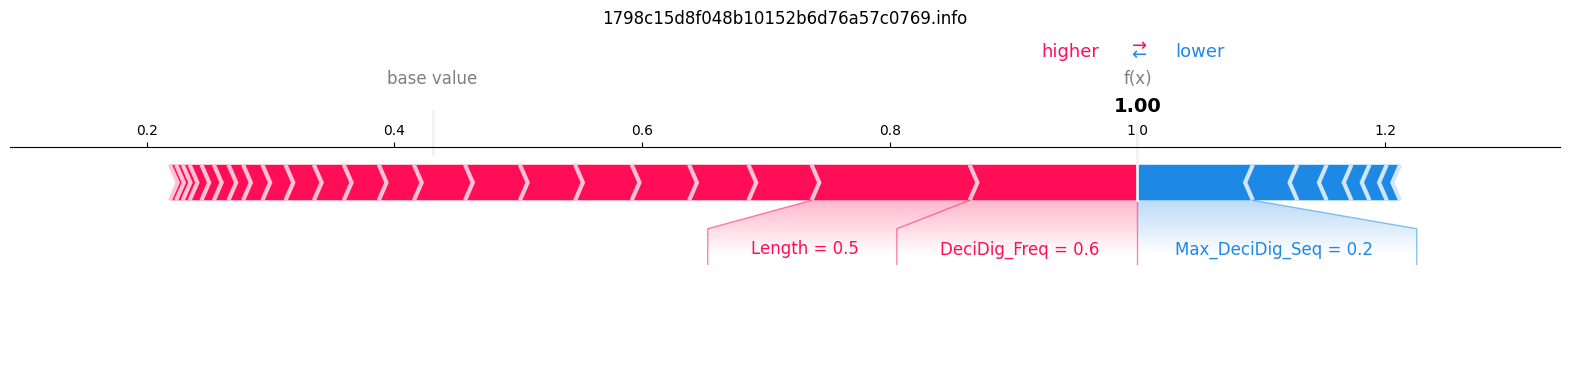 1798c15d8f048b10152b6d76a57c0769.info
higher ⇄ lower
base value f(x)
1.00
0.2 0.4 0.6 0.8 1.0 1.2
Length = 0.5 DeciDig_Freq = 0.6 Max_DeciDig_Seq = 0.2